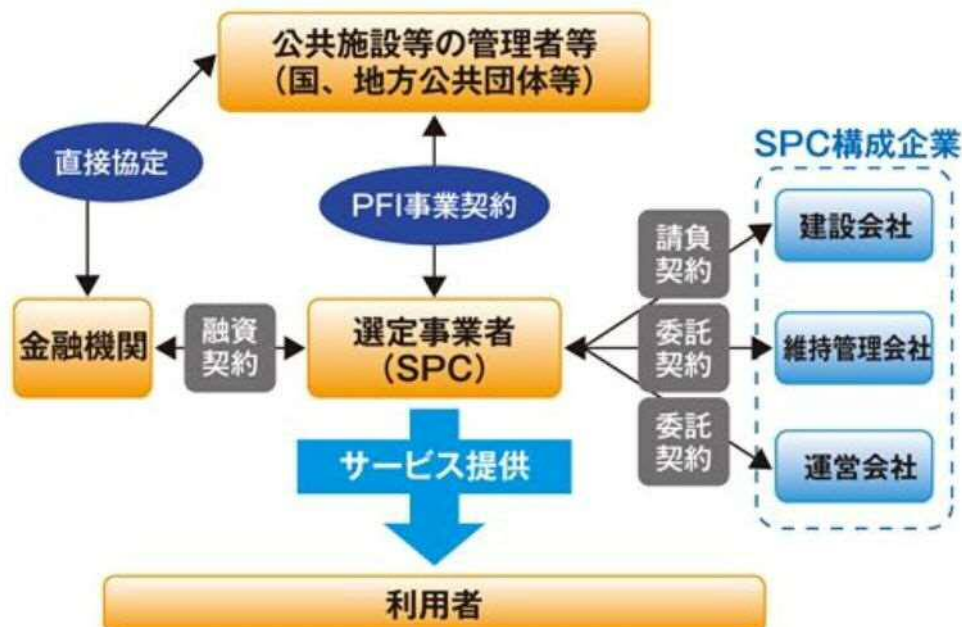 公共施設等の管理者等
（国、地方公共団体等）
直接協定
PFI事業契約
SPC構成企業
請負
契約
建設会社
金融機関
融資
契約
選定事業者
（SPC）
委託
契約
維持管理会社
委託
契約
運営会社
サービス提供
利用者